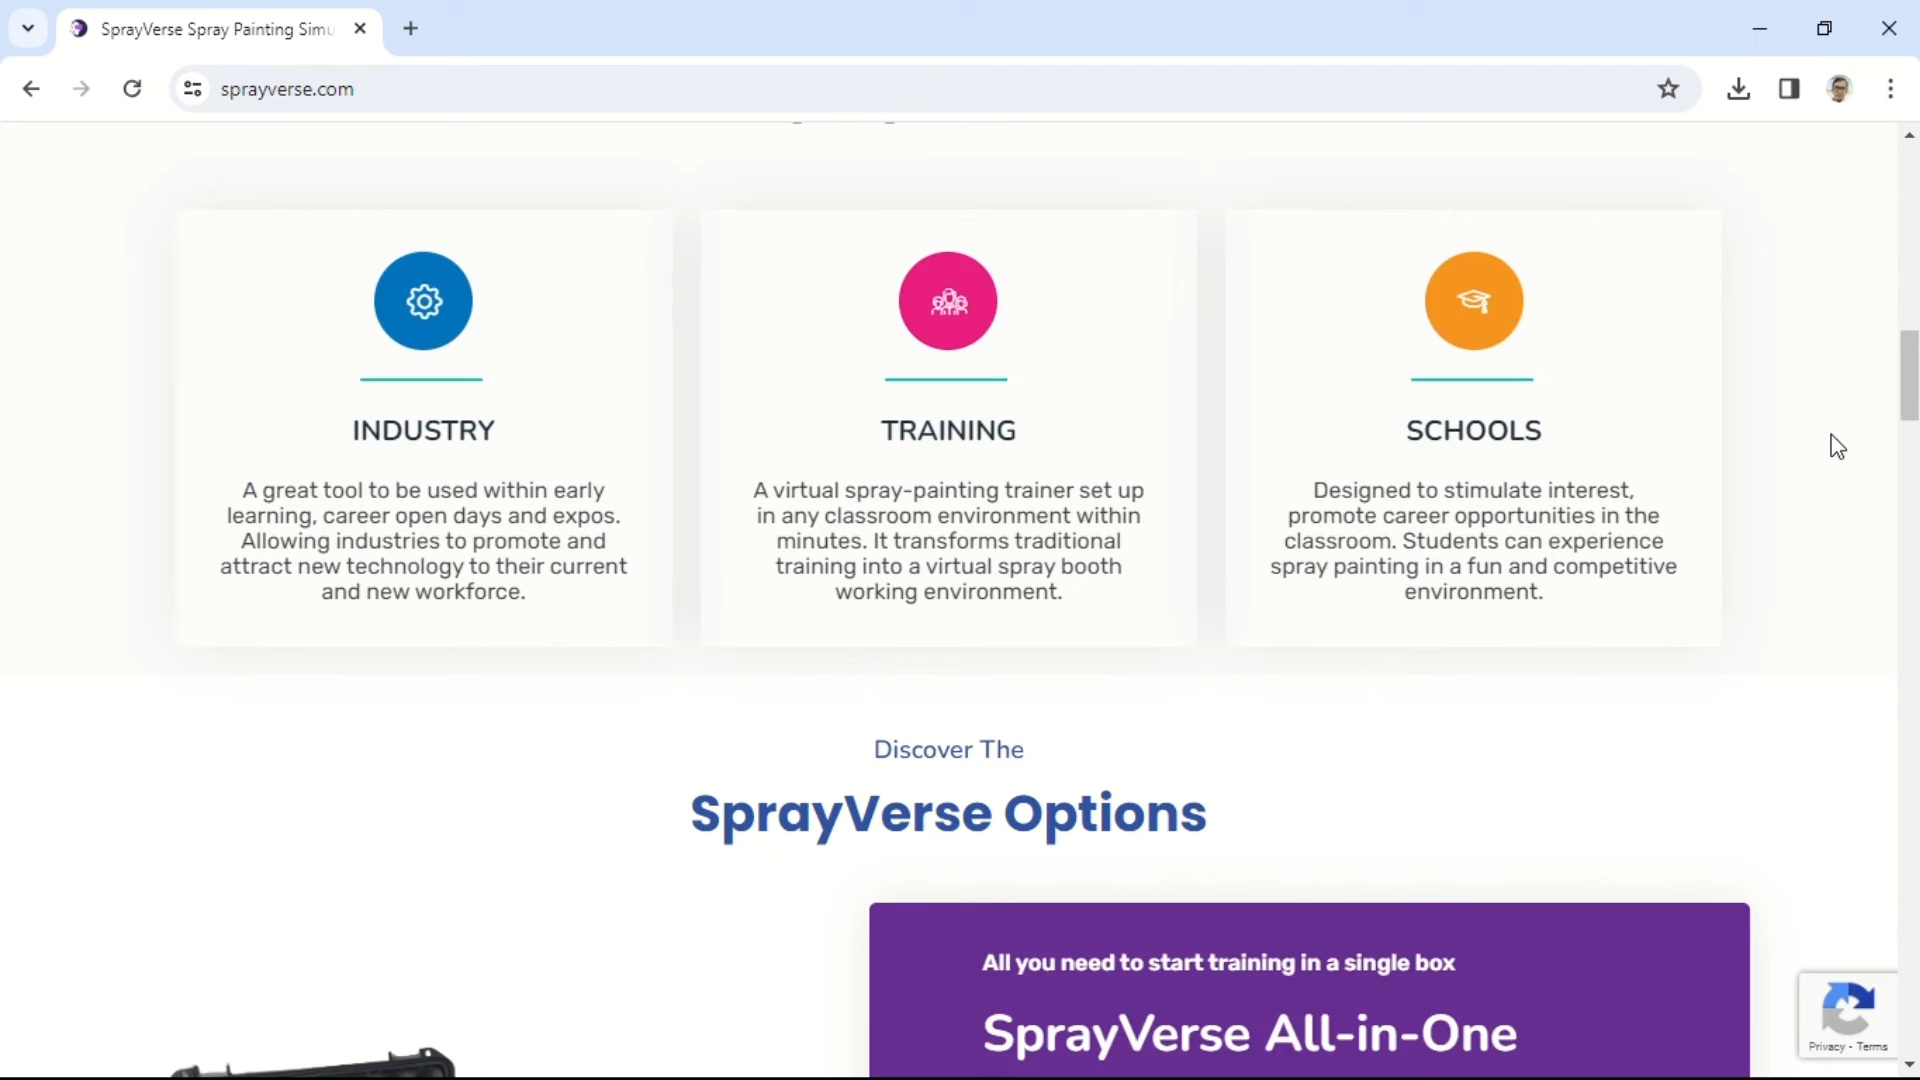 SprayVerse Spray Painting Simu
sprayverse.com
INDUSTRY
A great tool to be used within early
learning, career open days and expos.
Allowing industries to promote and
attract new technology to their current
and new workforce.
TRAINING
A virtual spray-painting trainer set up
in any classroom environment within
minutes. It transforms traditional
training into a virtual spray booth
working environment.
SCHOOLS
Designed to stimulate interest,
promote career opportunities in the
classroom. Students can experience
spray painting in a fun and competitive
environment.
Discover The
SprayVerse Options
All you need to start training in a single box
SprayVerse All-in-One
Privacy - Terms